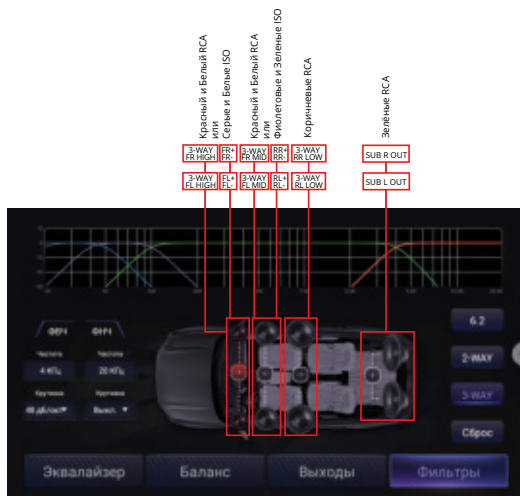 Красный и Белый RCA
или
Серые и Белые ISO
Красный и Белый RCA
или
Фиолетовые и Зеленые ISO
Коричневые RCA
Зелёные RCA
3-WAY
FR HIGH
FR+
FR-
3-WAY
FR MID
RR+
RR-
3-WAY
RR LOW
SUB R OUT
3-WAY
FL HIGH
FL+
FL-
3-WAY
FL MID
RL+
RL-
3-WAY
RL LOW
SUB L OUT
ФВЧ ФНЧ
Частота Частота
4 КГц 20 КГц
Крутизна Крутизна
48 дБ/окт Выкл.
6.2
2-WAY
3-WAY
Сброс
Эквалайзер Баланс Выходы Фильтры